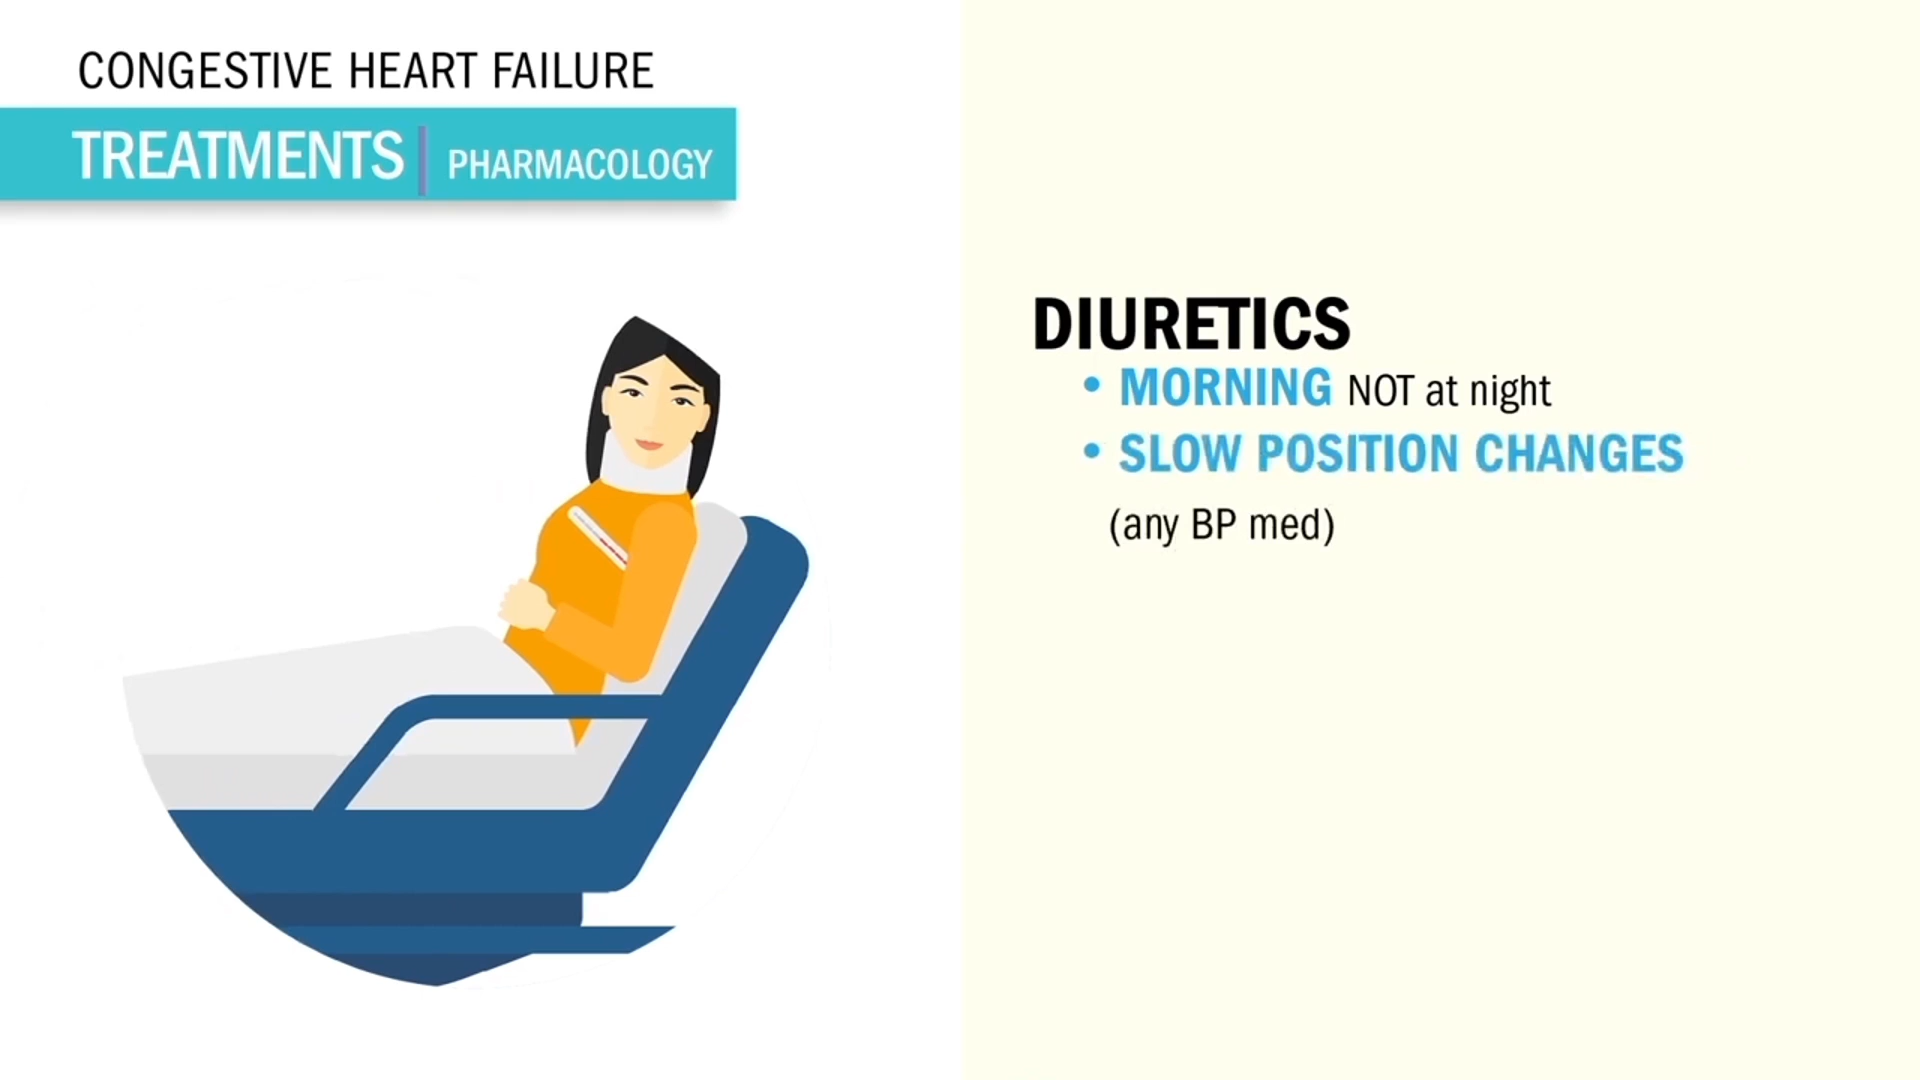 CONGESTIVE HEART FAILURE
TREATMENTS | PHARMACOLOGY
DIURETICS
• MORNING NOT at night
• SLOW POSITION CHANGES
(any BP med)